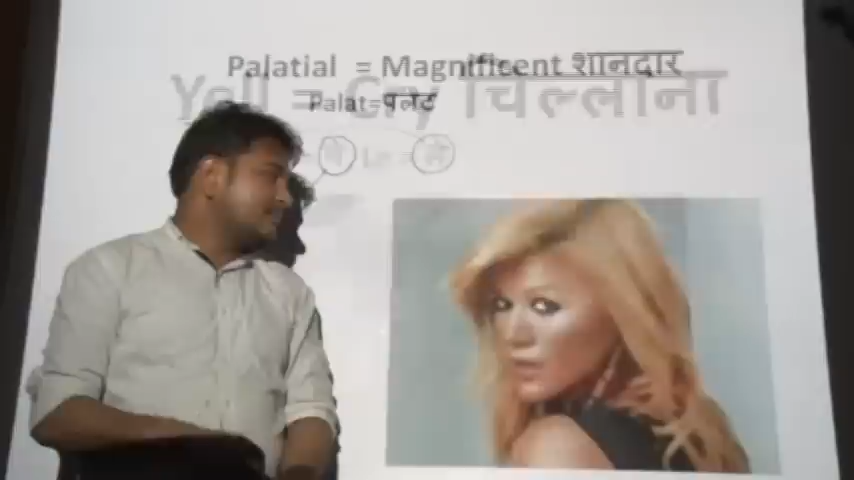 Palatial = Magnificent शानदार
Yell = Cry चिल्लाना
Palat=पलट